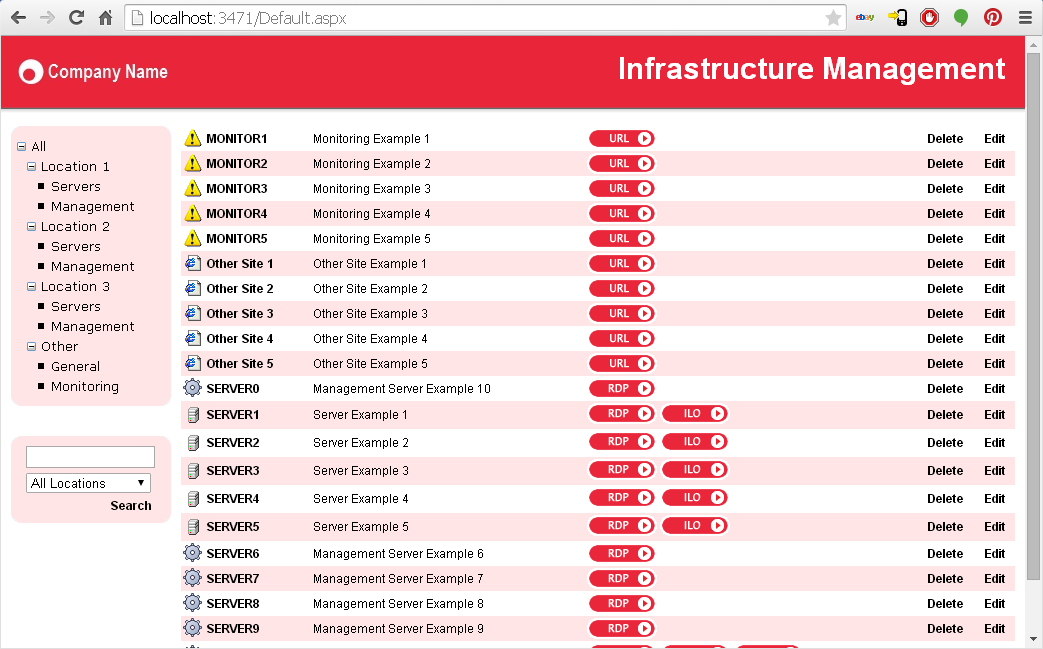 localhost:3471/Default.aspx
ebay
Company Name
Infrastructure Management
All
Location 1
Servers
Management
Location 2
Servers
Management
Location 3
Servers
Management
Other
General
Monitoring
All Locations
Search
MONITOR1 Monitoring Example 1 URL Delete Edit
MONITOR2 Monitoring Example 2 URL Delete Edit
MONITOR3 Monitoring Example 3 URL Delete Edit
MONITOR4 Monitoring Example 4 URL Delete Edit
MONITOR5 Monitoring Example 5 URL Delete Edit
Other Site 1 Other Site Example 1 URL Delete Edit
Other Site 2 Other Site Example 2 URL Delete Edit
Other Site 3 Other Site Example 3 URL Delete Edit
Other Site 4 Other Site Example 4 URL Delete Edit
Other Site 5 Other Site Example 5 URL Delete Edit
SERVER0 Management Server Example 10 RDP Delete Edit
SERVER1 Server Example 1 RDP ILO Delete Edit
SERVER2 Server Example 2 RDP ILO Delete Edit
SERVER3 Server Example 3 RDP ILO Delete Edit
SERVER4 Server Example 4 RDP ILO Delete Edit
SERVER5 Server Example 5 RDP ILO Delete Edit
SERVER6 Management Server Example 6 RDP Delete Edit
SERVER7 Management Server Example 7 RDP Delete Edit
SERVER8 Management Server Example 8 RDP Delete Edit
SERVER9 Management Server Example 9 RDP Delete Edit